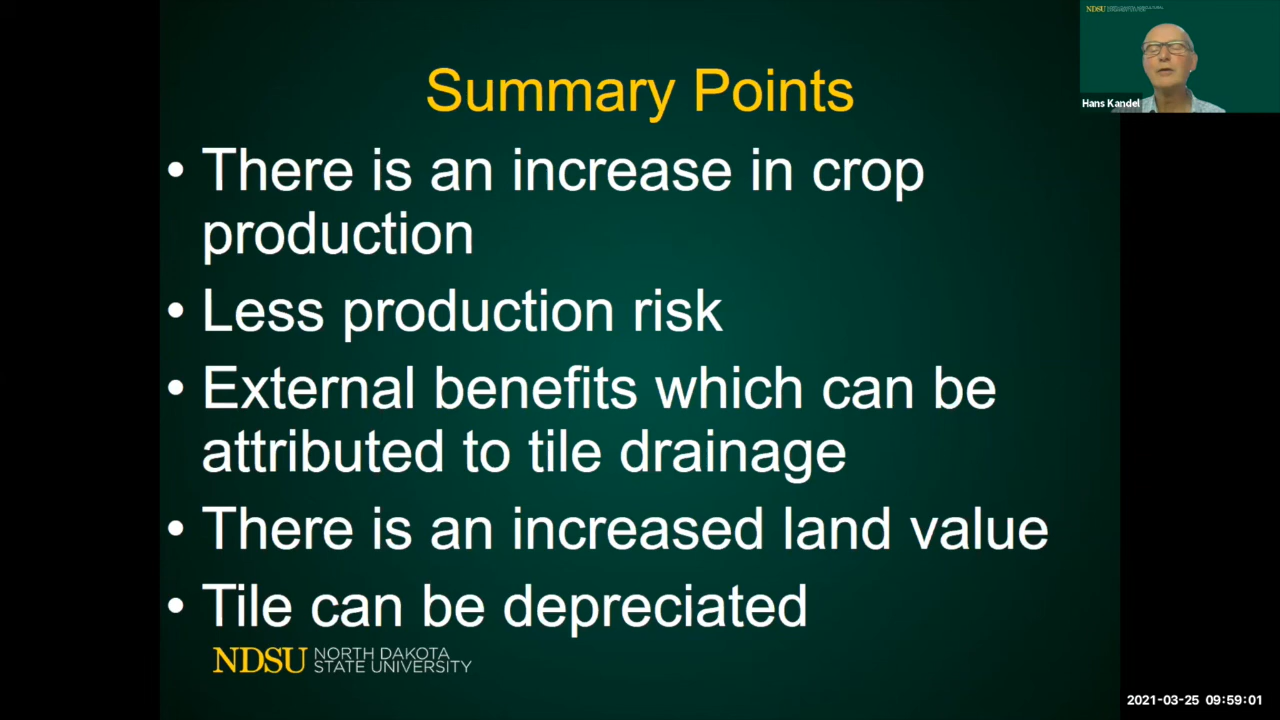 Summary Points
• There is an increase in crop
production
• Less production risk
• External benefits which can be
attributed to tile drainage
• There is an increased land value
• Tile can be depreciated
NDSU NORTH DAKOTA
STATE UNIVERSITY
NDSU
Hans Kandel
2021-03-25 09:59:01